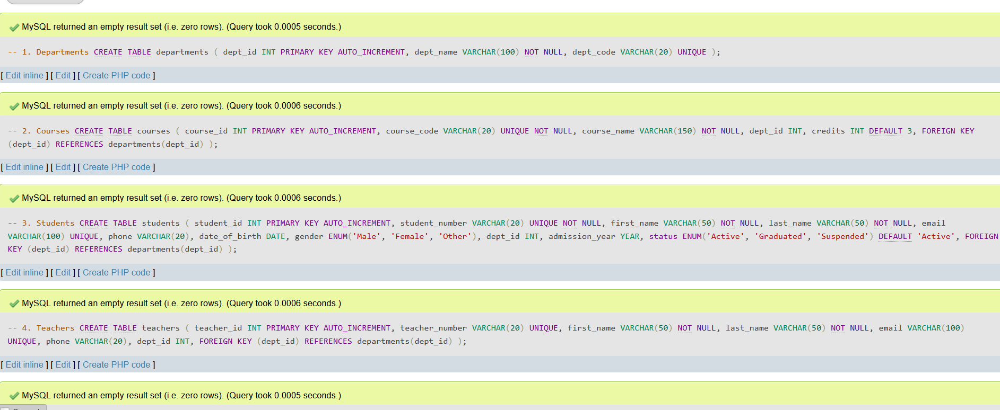 MySQL returned an empty result set (i.e. zero rows). (Query took 0.0005 seconds.)
-- 1. Departments CREATE TABLE departments ( dept_id INT PRIMARY KEY AUTO_INCREMENT, dept_name VARCHAR(100) NOT NULL, dept_code VARCHAR(20) UNIQUE );
[ Edit inline ] [ Edit ] [ Create PHP code ]
MySQL returned an empty result set (i.e. zero rows). (Query took 0.0006 seconds.)
-- 2. Courses CREATE TABLE courses ( course_id INT PRIMARY KEY AUTO_INCREMENT, course_code VARCHAR(20) UNIQUE NOT NULL, course_name VARCHAR(150) NOT NULL, dept_id INT, credits INT DEFAULT 3, FOREIGN KEY
(dept_id) REFERENCES departments(dept_id) );
[ Edit inline ] [ Edit ] [ Create PHP code ]
MySQL returned an empty result set (i.e. zero rows). (Query took 0.0006 seconds.)
-- 3. Students CREATE TABLE students ( student_id INT PRIMARY KEY AUTO_INCREMENT, student_number VARCHAR(20) UNIQUE NOT NULL, first_name VARCHAR(50) NOT NULL, last_name VARCHAR(50) NOT NULL, email
VARCHAR(100) UNIQUE, phone VARCHAR(20), date_of_birth DATE, gender ENUM('Male', 'Female', 'Other'), dept_id INT, admission_year YEAR, status ENUM('Active', 'Graduated', 'Suspended') DEFAULT 'Active', FOREIGN
KEY (dept_id) REFERENCES departments(dept_id) );
[ Edit inline ] [ Edit ] [ Create PHP code ]
MySQL returned an empty result set (i.e. zero rows). (Query took 0.0006 seconds.)
-- 4. Teachers CREATE TABLE teachers ( teacher_id INT PRIMARY KEY AUTO_INCREMENT, teacher_number VARCHAR(20) UNIQUE, first_name VARCHAR(50) NOT NULL, last_name VARCHAR(50) NOT NULL, email VARCHAR(100)
UNIQUE, phone VARCHAR(20), dept_id INT, FOREIGN KEY (dept_id) REFERENCES departments(dept_id) );
[ Edit inline ] [ Edit ] [ Create PHP code ]
MySQL returned an empty result set (i.e. zero rows). (Query took 0.0005 seconds.)